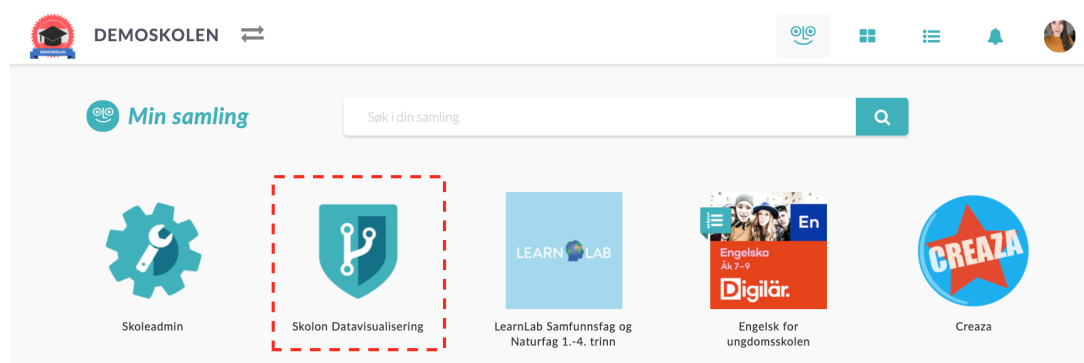 DEMOSKOLEN
Min samling
Søk i din samling
LEARN LAB
En
Engelska
Åk 7–9
Digilär.
CREAZA
Skoleadmin
Skolon Datavisualisering
LearnLab Samfunnsfag og
Naturfag 1.-4. trinn
Engelsk for
ungdomsskolen
Creaza